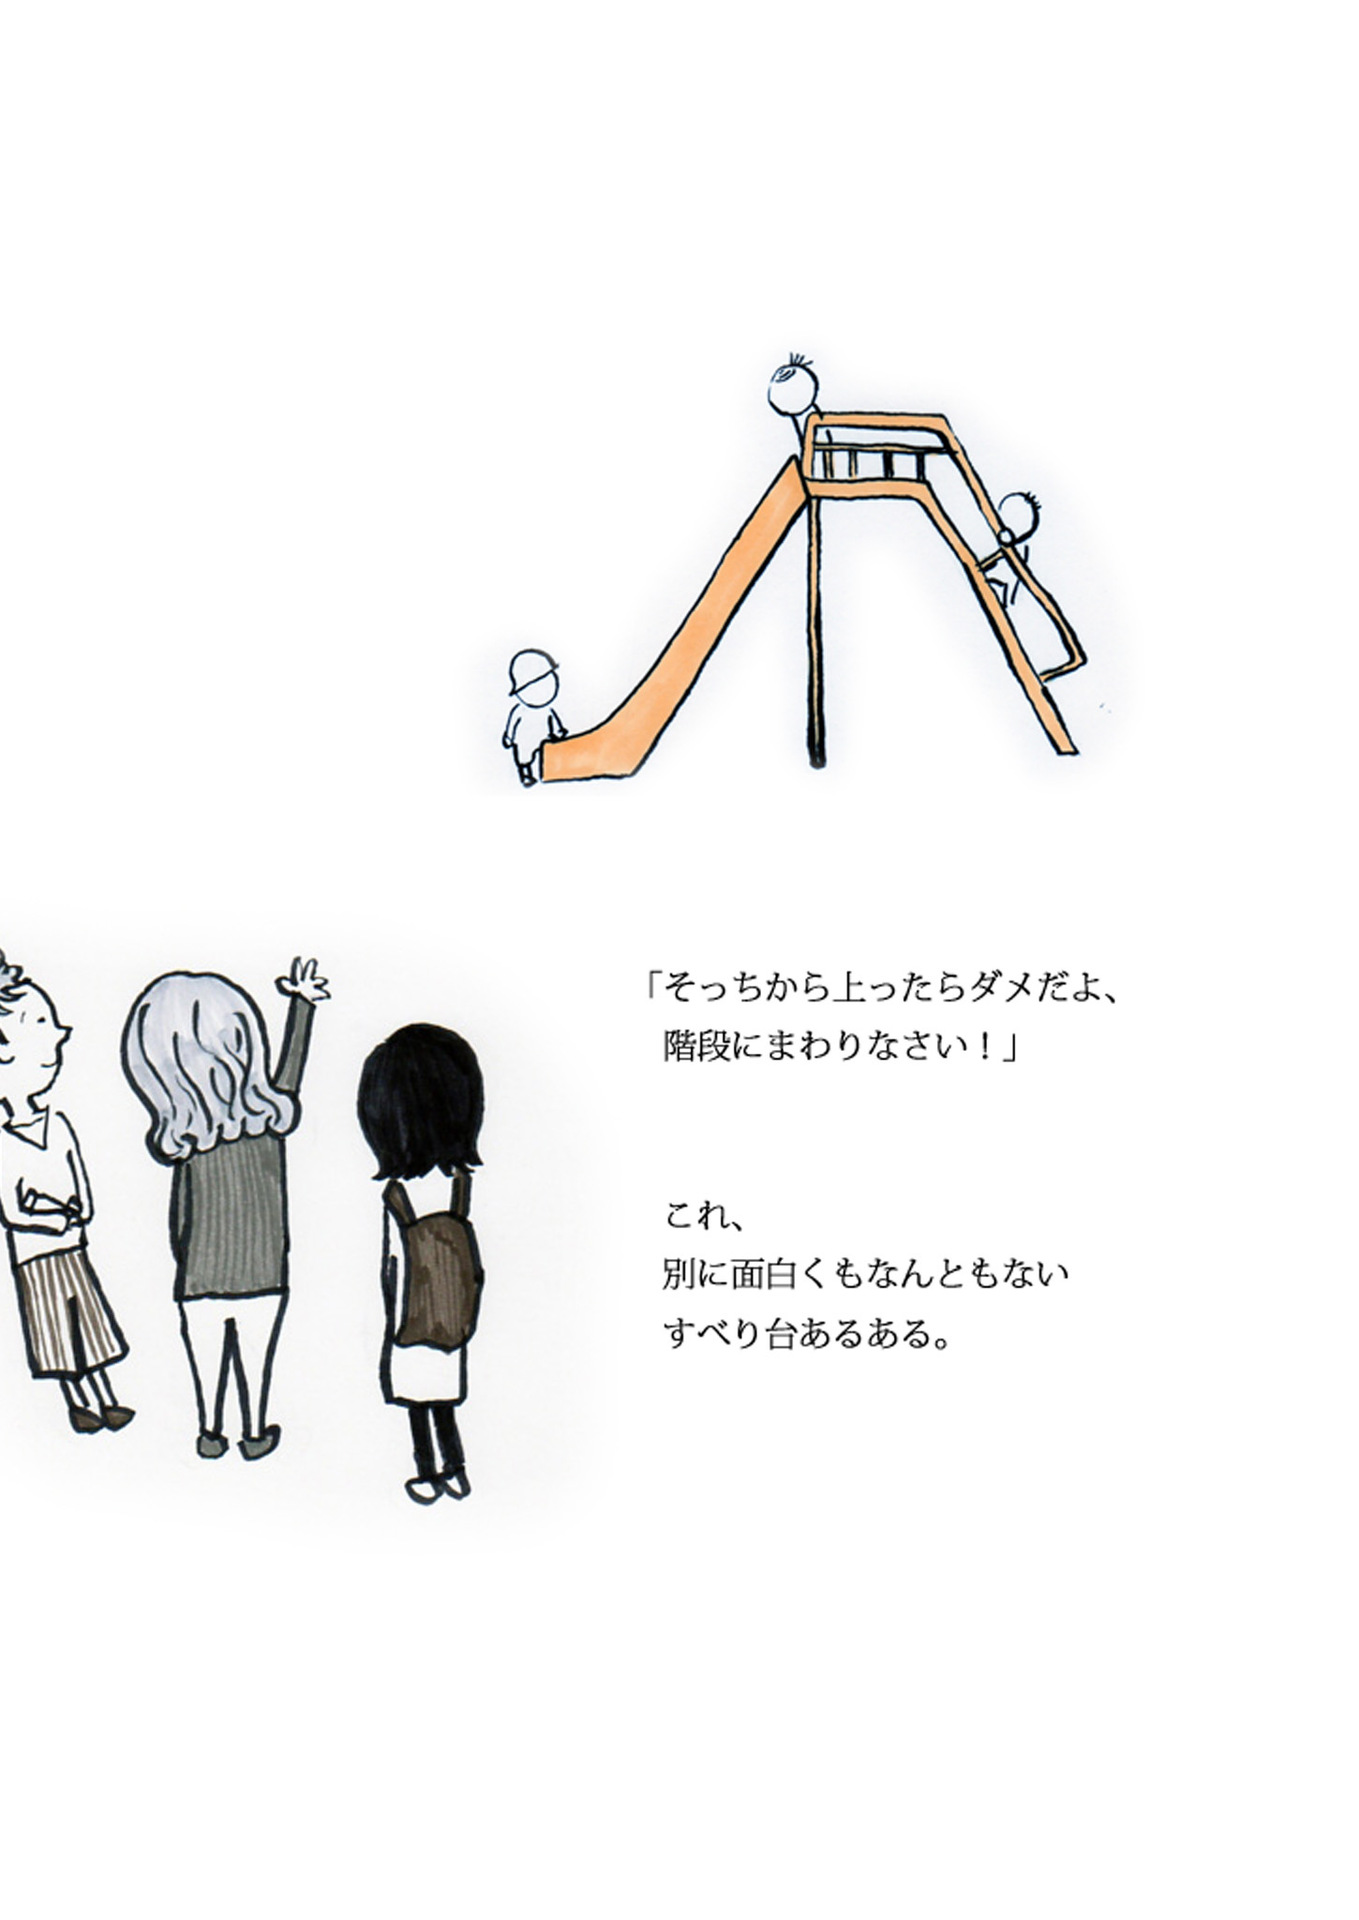 「そっちから上ったらダメだよ、
階段にまわりなさい！」
これ、
別に面白くもなんともない
すべり台あるある。